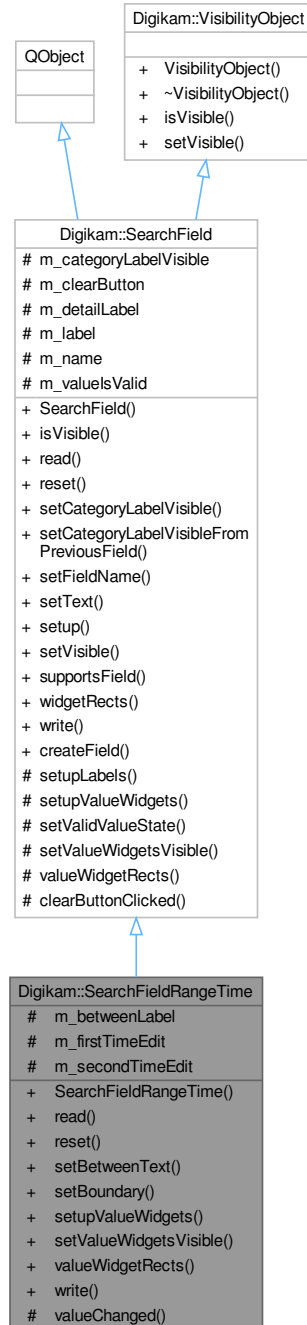 Digikam::VisibilityObject
+ VisibilityObject()
+ ~VisibilityObject()
+ isVisible()
+ setVisible()
QObject
Digikam::SearchField
# m_categoryLabelVisible
# m_clearButton
# m_detailLabel
# m_label
# m_name
# m_valueIsValid
+ SearchField()
+ isVisible()
+ read()
+ reset()
+ setCategoryLabelVisible()
+ setCategoryLabelVisibleFrom
PreviousField()
+ setFieldName()
+ setText()
+ setup()
+ setVisible()
+ supportsField()
+ widgetRects()
+ write()
+ createField()
# setupLabels()
# setupValueWidgets()
# setValidValueState()
# setValueWidgetsVisible()
# valueWidgetRects()
# clearButtonClicked()
Digikam::SearchFieldRangeTime
# m_betweenLabel
# m_firstTimeEdit
# m_secondTimeEdit
+ SearchFieldRangeTime()
+ read()
+ reset()
+ setBetweenText()
+ setBoundary()
+ setupValueWidgets()
+ setValueWidgetsVisible()
+ valueWidgetRects()
+ write()
# valueChanged()